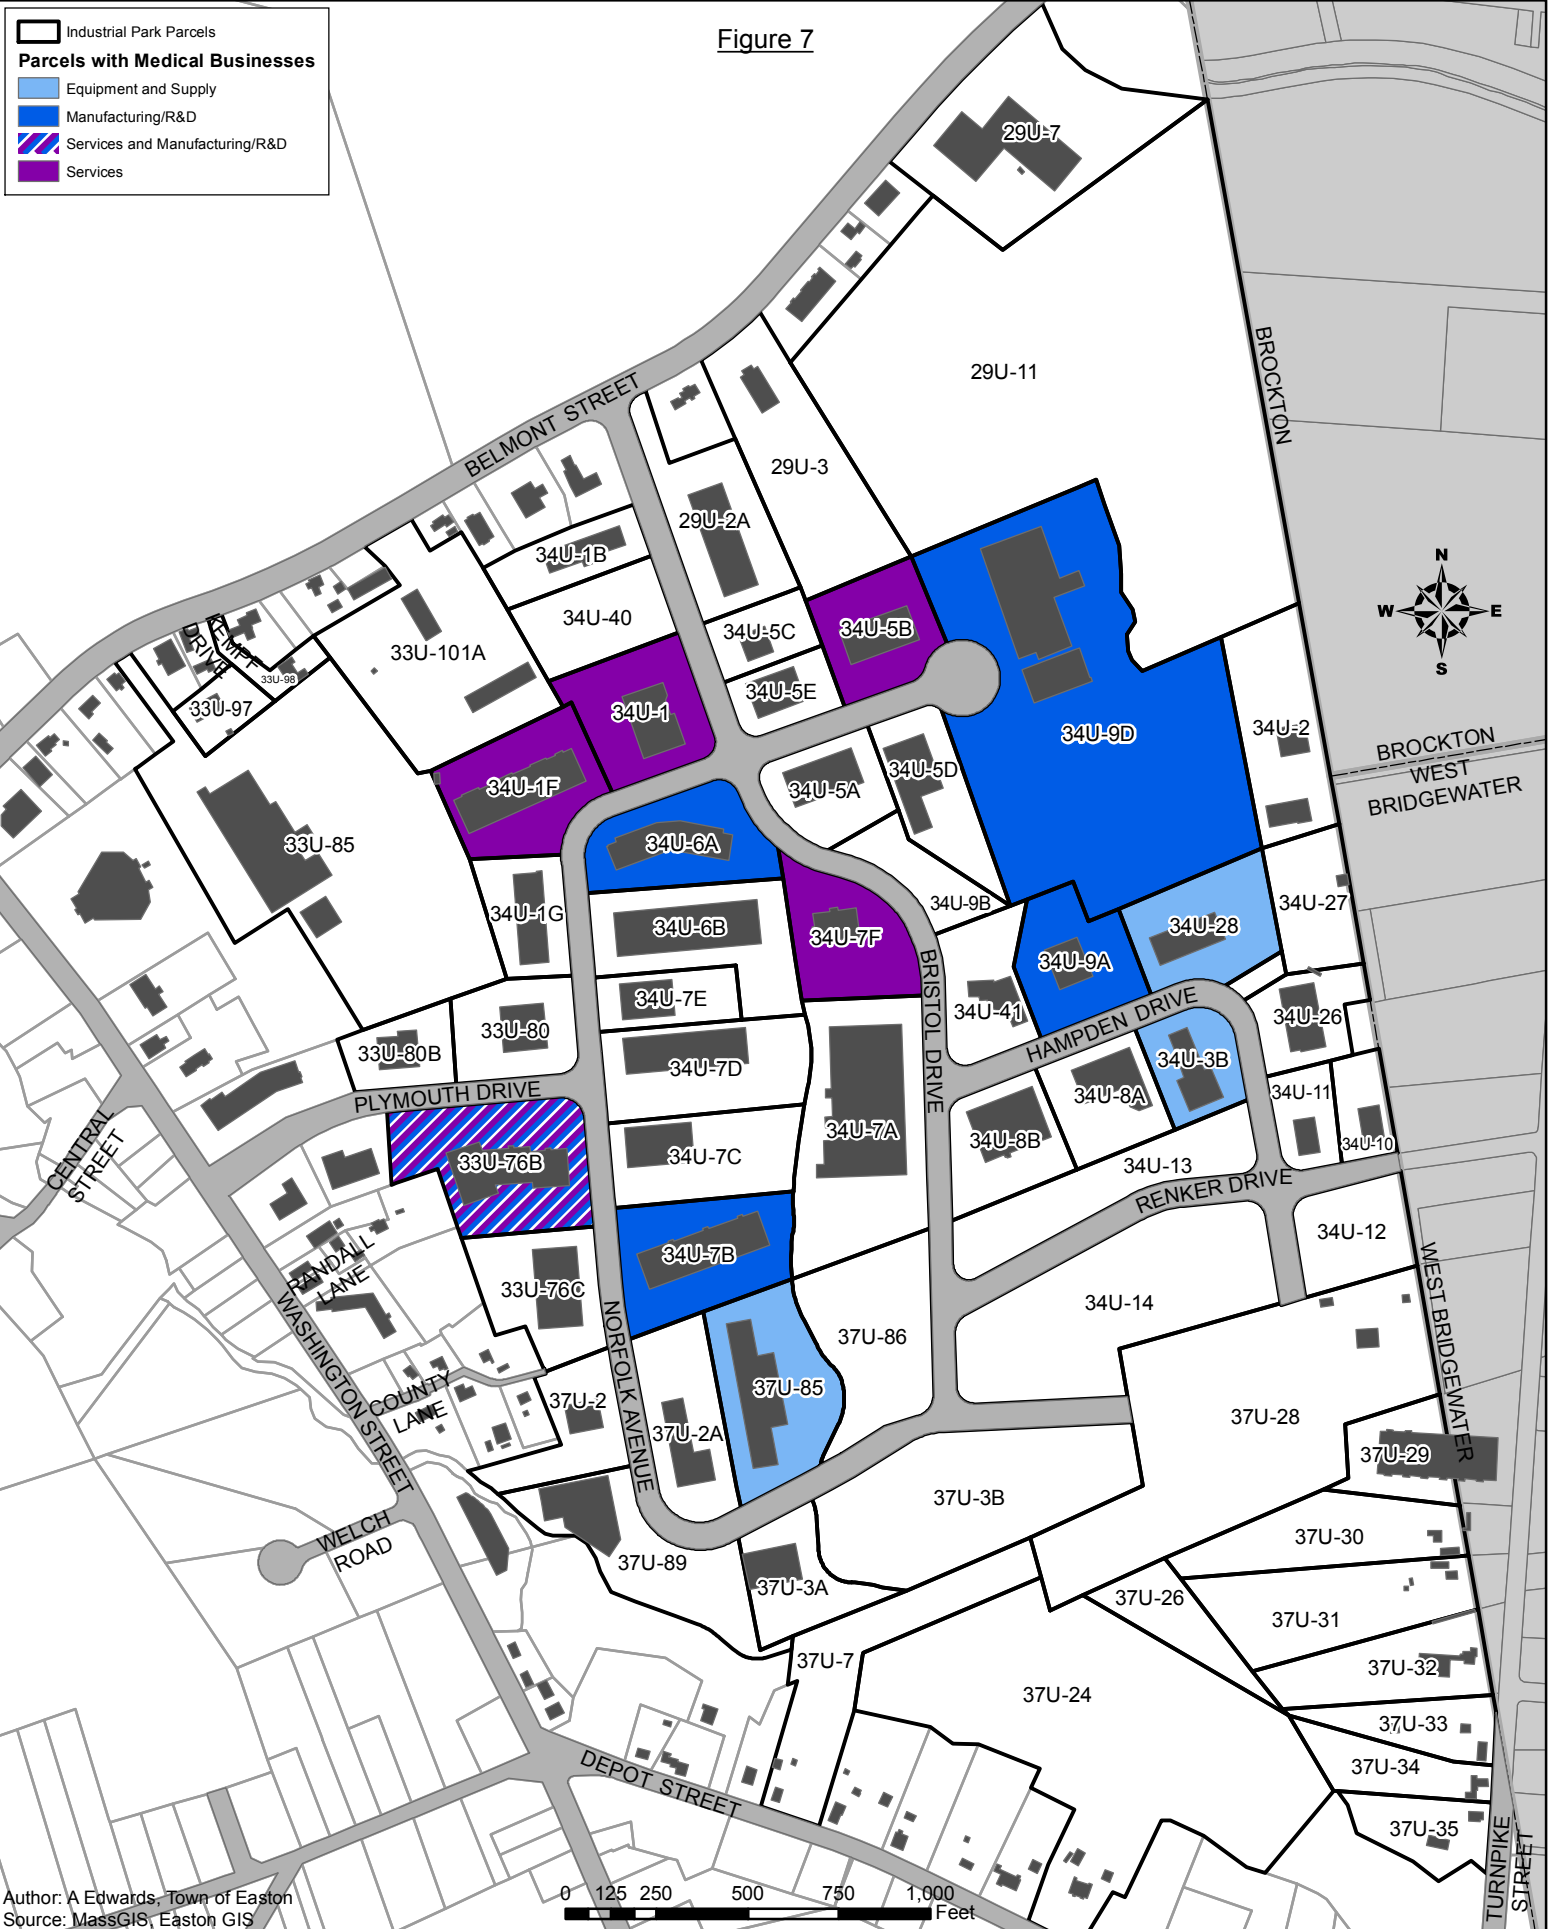 Figure 7
Industrial Park Parcels
Parcels with Medical Businesses
Equipment and Supply
Manufacturing/R&D
Services and Manufacturing/R&D
Services
29U-7
29U-11
BROCKTON
BELMONT STREET
29U-3
29U-2A
34U-1B
34U-40
34U-5C
34U-5B
33U-101A
KEMPF
DRIVE
33U-98
33U-97
34U-5E
34U-1
N
W
E
S
34U-2
34U-9D
BROCKTON
WEST
BRIDGEWATER
34U-5D
34U-5A
34U-1F
33U-85
34U-6A
34U-9B
34U-27
34U-1G
34U-6B
34U-7F
34U-28
34U-9A
BRISTOL DRIVE
34U-7E
34U-41
HAMPDEN DRIVE
34U-26
33U-80
33U-80B
34U-7D
34U-3B
34U-8A
34U-11
PLYMOUTH DRIVE
34U-7A
34U-8B
34U-10
CENTRAL
STREET
33U-76B
34U-7C
34U-13
RENKER DRIVE
34U-12
34U-7B
RANDALL
LANE
33U-76C
34U-14
WEST BRIDGEWATER
WASHINGTON STREET
NORFOLK AVENUE
37U-86
37U-85
COUNTY
LANE
37U-2
37U-2A
37U-28
37U-29
37U-3B
WELCH
ROAD
37U-89
37U-3A
37U-30
37U-26
37U-31
37U-7
37U-32
37U-24
37U-33
37U-34
37U-35
DEPOT STREET
TURNPIKE
STREET
Author: A Edwards, Town of Easton
Source: MassGIS, Easton GIS
0 125 250 500 750 1,000
Feet